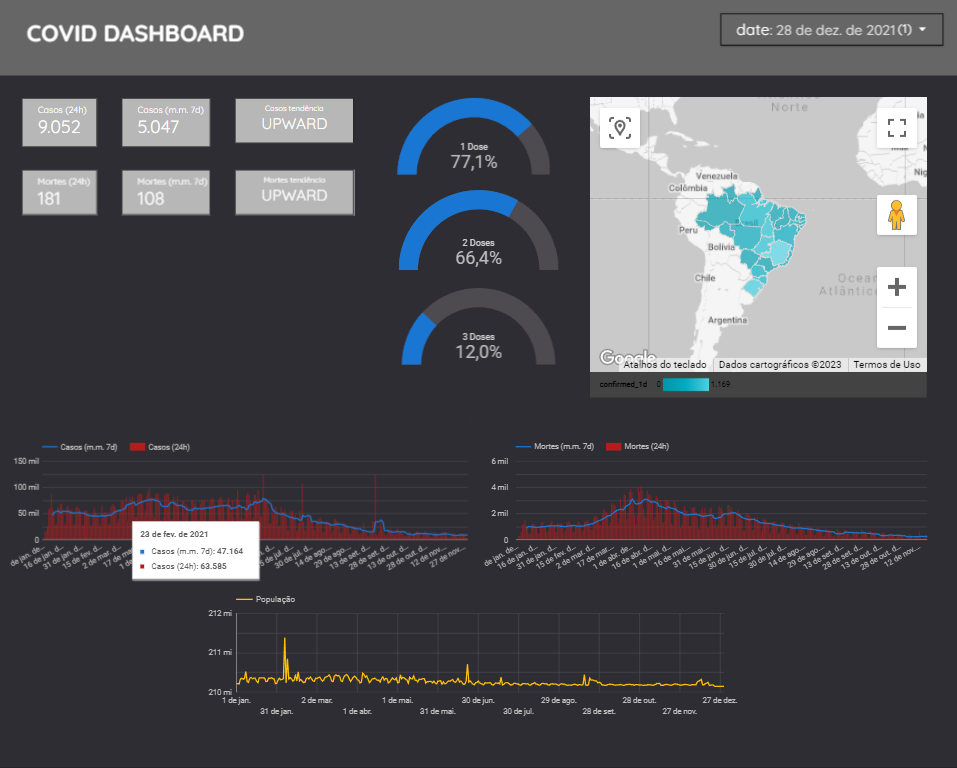 COVID DASHBOARD
date: 28 de dez. de 2021 (1)
Casos (24h)
9.052
Casos (m.m. 7d)
5.047
Casos tendência
UPWARD
Mortes (24h)
181
Mortes (m.m. 7d)
108
Mortes tendência
UPWARD
1 Dose
77,1%
2 Doses
66,4%
3 Doses
12,0%
Norte
Venezuela
Colômbia
Peru
Brasil
Bolívia
Chile
Argentina
Ocean
Atlântico
Google
Atalhos do teclado
Dados cartográficos ©2023
Termos de Uso
confirmed_1d 0 1.169
Casos (m.m. 7d) Casos (24h)
150 mil
100 mil
50 mil
0
de jan. de...
16 de jan. d...
31 de jan. d...
15 de fev. d...
2 de mar...
17 de ma...
15 de jul. d...
30 de jul. d...
14 de ago...
29 de ago...
13 de set. d...
28 de set. d...
13 de out. d...
28 de out. d...
12 de nov...
27 de nov...
23 de fev. de 2021
Casos (m.m. 7d): 47.164
Casos (24h): 63.585
Mortes (m.m. 7d) Mortes (24h)
6 mil
4 mil
2 mil
0
de jan. de...
16 de jan. d...
31 de jan. d...
15 de fev. d...
2 de mar...
17 de mar...
1 de abr. de...
16 de abr. d...
1 de mai. de...
16 de mai...
31 de mai...
15 de jun. d...
30 de jun. d...
15 de jul. d...
30 de jul. d...
14 de ago...
29 de ago...
13 de set. d...
28 de set. d...
13 de out. d...
28 de out. d...
12 de nov...
População
212 mi
211 mi
210 mi
1 de jan.
31 de jan.
2 de mar.
1 de abr.
1 de mai.
31 de mai.
30 de jun.
30 de jul.
29 de ago.
28 de set.
28 de out.
27 de nov.
27 de dez.